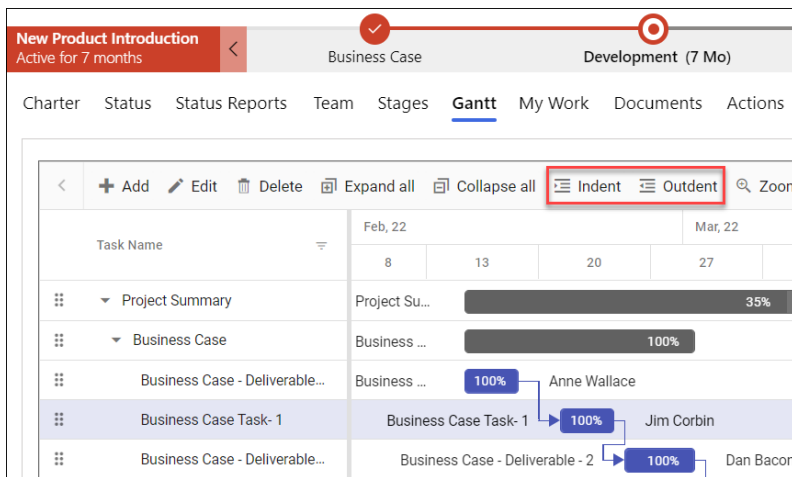 New Product Introduction
Active for 7 months
Business Case
Development (7 Mo)
Charter Status Status Reports Team Stages Gantt My Work Documents Actions
Add Edit Delete Expand all Collapse all Indent Outdent Zoom
Task Name
Feb, 22 Mar, 22
8 13 20 27
Project Summary Project Su... 35%
Business Case Business ... 100%
Business Case - Deliverable... Business ... 100% Anne Wallace
Business Case Task- 1 Business Case Task- 1 100% Jim Corbin
Business Case - Deliverable... Business Case - Deliverable - 2 100% Dan Bacon